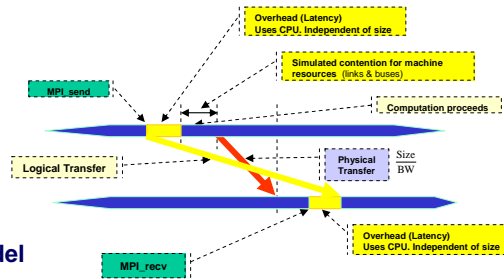 Overhead (Latency)
Uses CPU. Independent of size
Simulated contention for machine
resources (links & buses)
MPI_send
Computation proceeds
Logical Transfer
Physical
Transfer
Size
BW
Overhead (Latency)
Uses CPU. Independent of size
MPI_recv
del